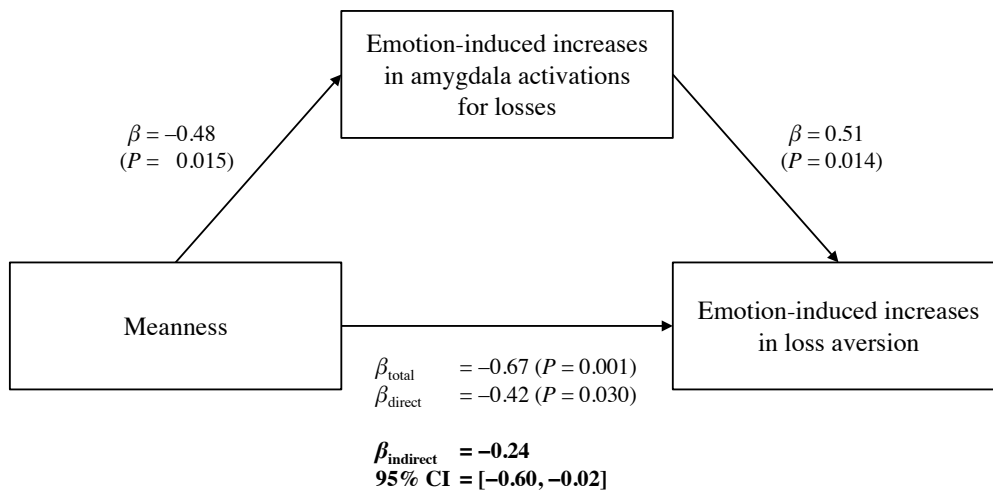 Emotion-induced increases
in amygdala activations
for losses
β = –0.48
(P = 0.015)
β = 0.51
(P = 0.014)
Meanness
Emotion-induced increases
in loss aversion
βtotal = –0.67 (P = 0.001)
βdirect = –0.42 (P = 0.030)
βindirect = –0.24
95% CI = [–0.60, –0.02]